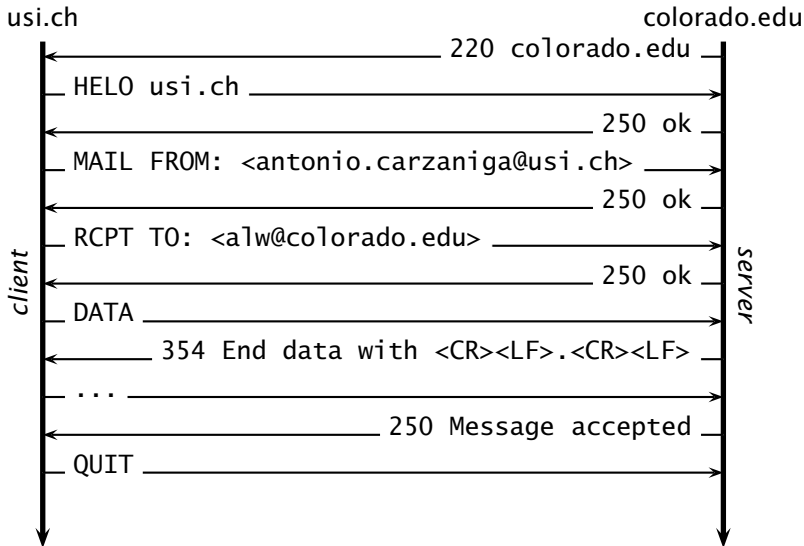 usi.ch
colorado.edu
220 colorado.edu
HELO usi.ch
250 ok
MAIL FROM: <antonio.carzaniga@usi.ch>
250 ok
RCPT TO: <alw@colorado.edu>
250 ok
client
server
DATA
354 End data with <CR><LF>.<CR><LF>
...
250 Message accepted
QUIT